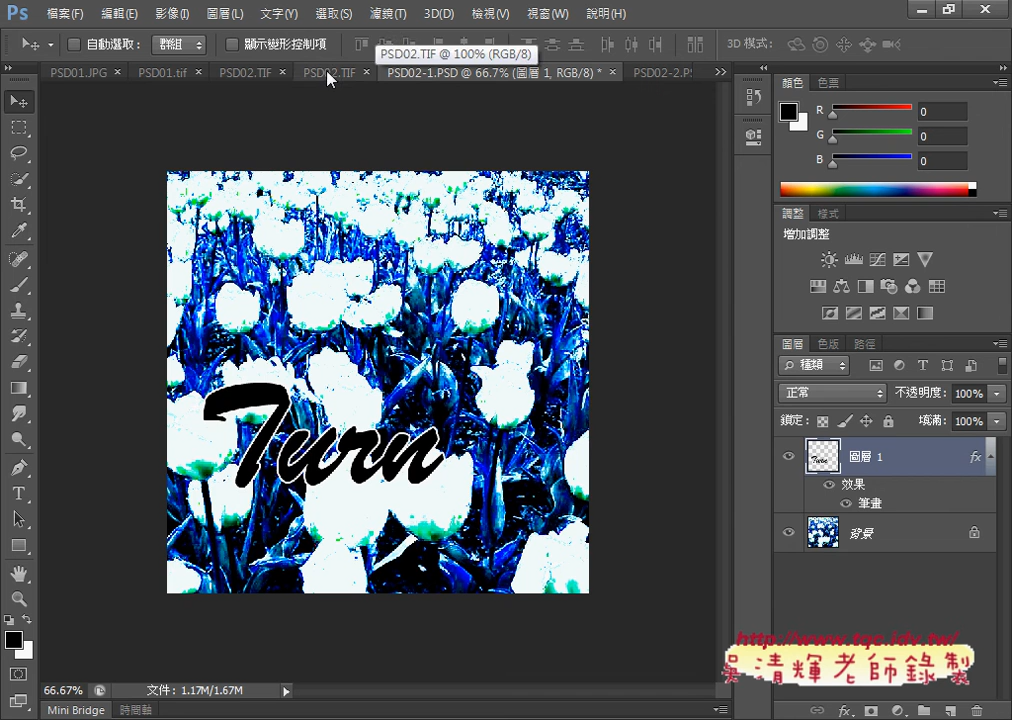 Ps 檔案(F) 編輯(E) 影像(I) 圖層(L) 文字(Y) 選取(S) 濾鏡(T) 3D(D) 檢視(V) 視窗(W) 說明(H)
自動選取： 群組 顯示變形控制項 3D 模式：
PSD02.TIF @ 100% (RGB/8)
PSD01.JPG × PSD01.tif × PSD02.TIF × PSD02.TIF × PSD02-1.PSD @ 66.7% (圖層 1, RGB/8) * × PSD02-2.PS
顏色 色票
R 0
G 0
B 0
調整 樣式
增加調整
圖層 色版 路徑
種類
正常 不透明度： 100%
鎖定： 填滿： 100%
圖層 1 fx
效果
筆畫
背景
Turn
http://www.tqc.idv.tw/
吳清輝老師錄製
66.67% 文件：1.17M/1.67M
Mini Bridge 時間軸